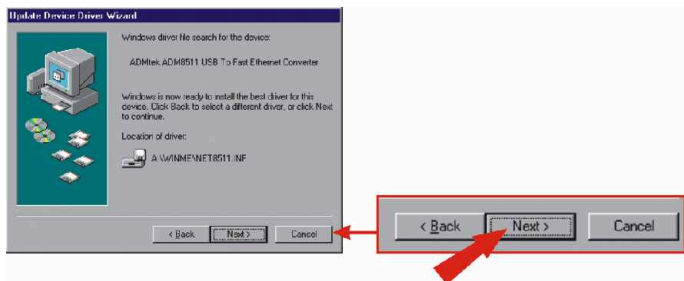 Update Device Driver Wizard
Windows driver file search for the device:
ADMtek ADM8511 USB To Fast Ethernet Converter
Windows is now ready to install the best driver for this
device. Click Back to select a different driver, or click Next
to continue.
Location of driver:
A:\WINME\NET8511.INF
< Back Next > Cancel
< Back Next > Cancel